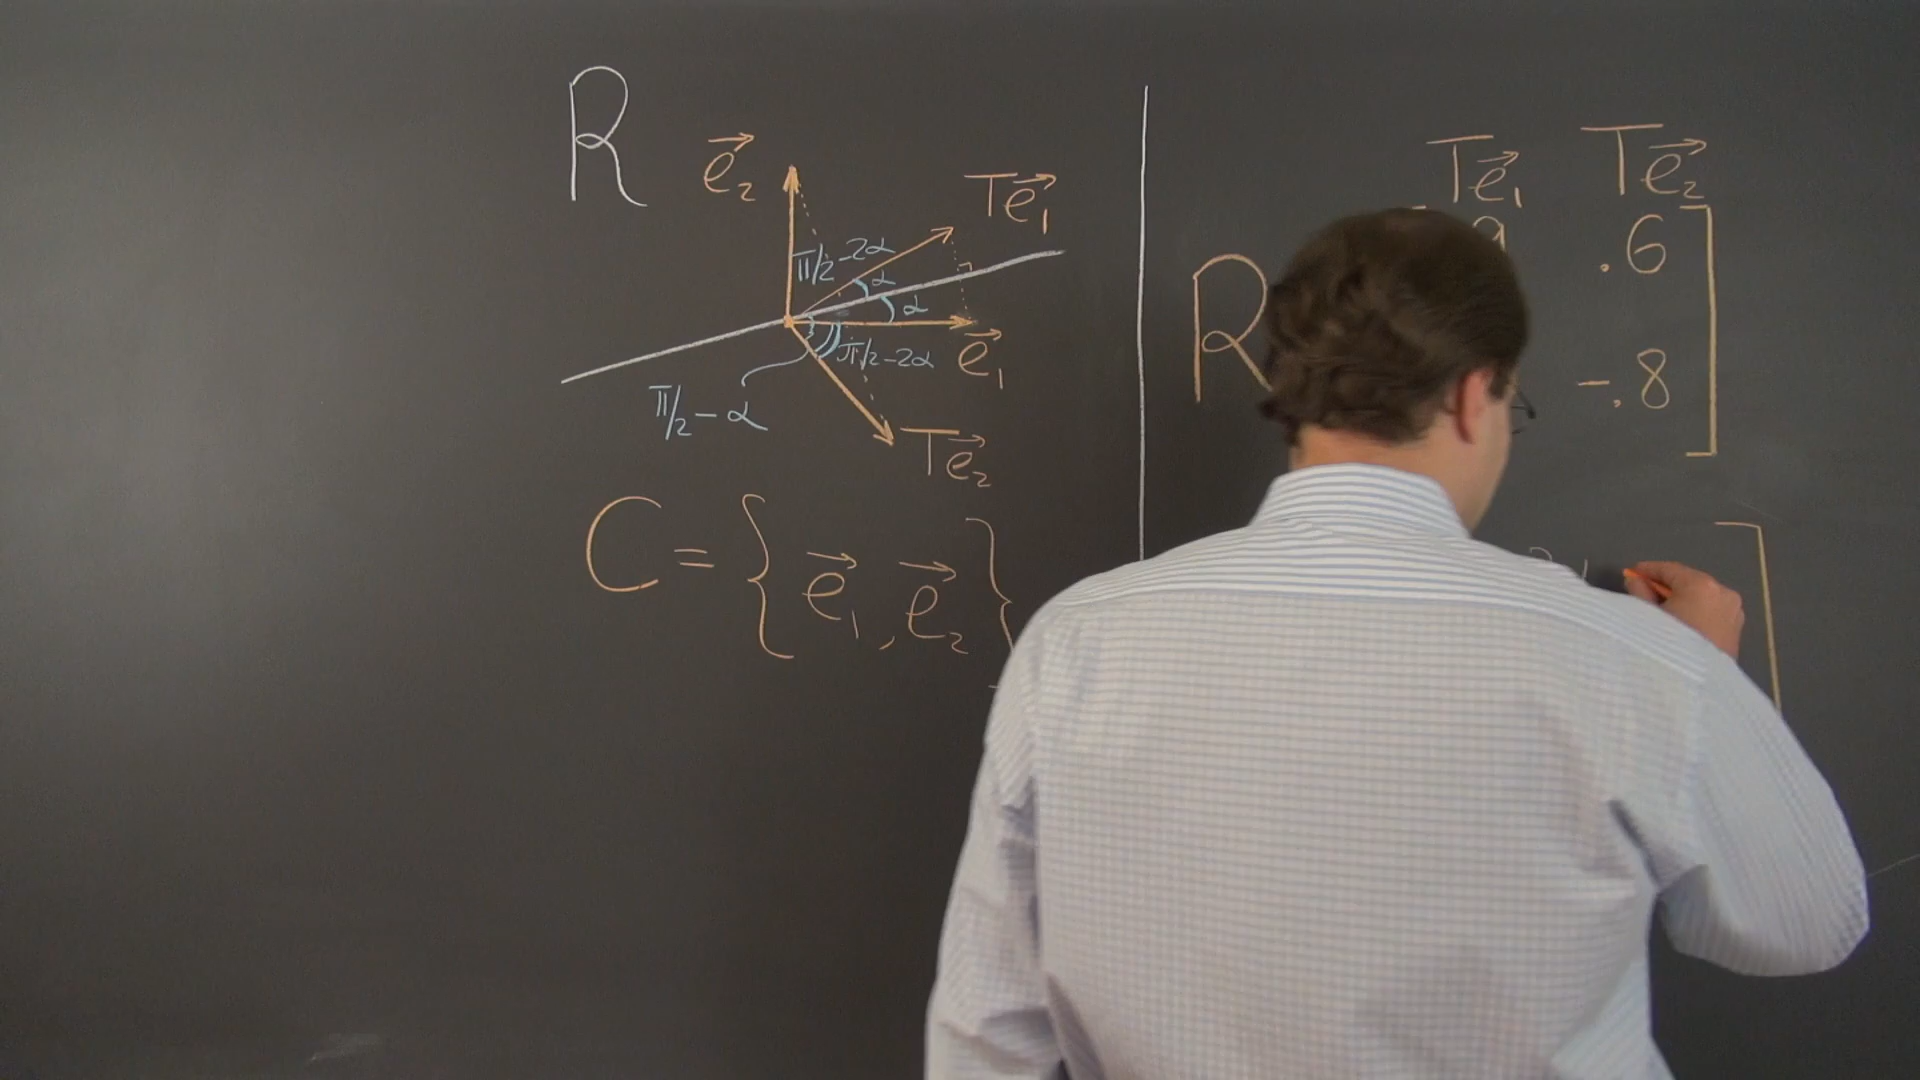 R
e⃗₂
Te⃗₁
π/2-2α
α
α
e⃗₁
π/2-2α
π/2-α
Te⃗₂
C = {e⃗₁, e⃗₂}
Te⃗₁ Te⃗₂
R
.6
-.8